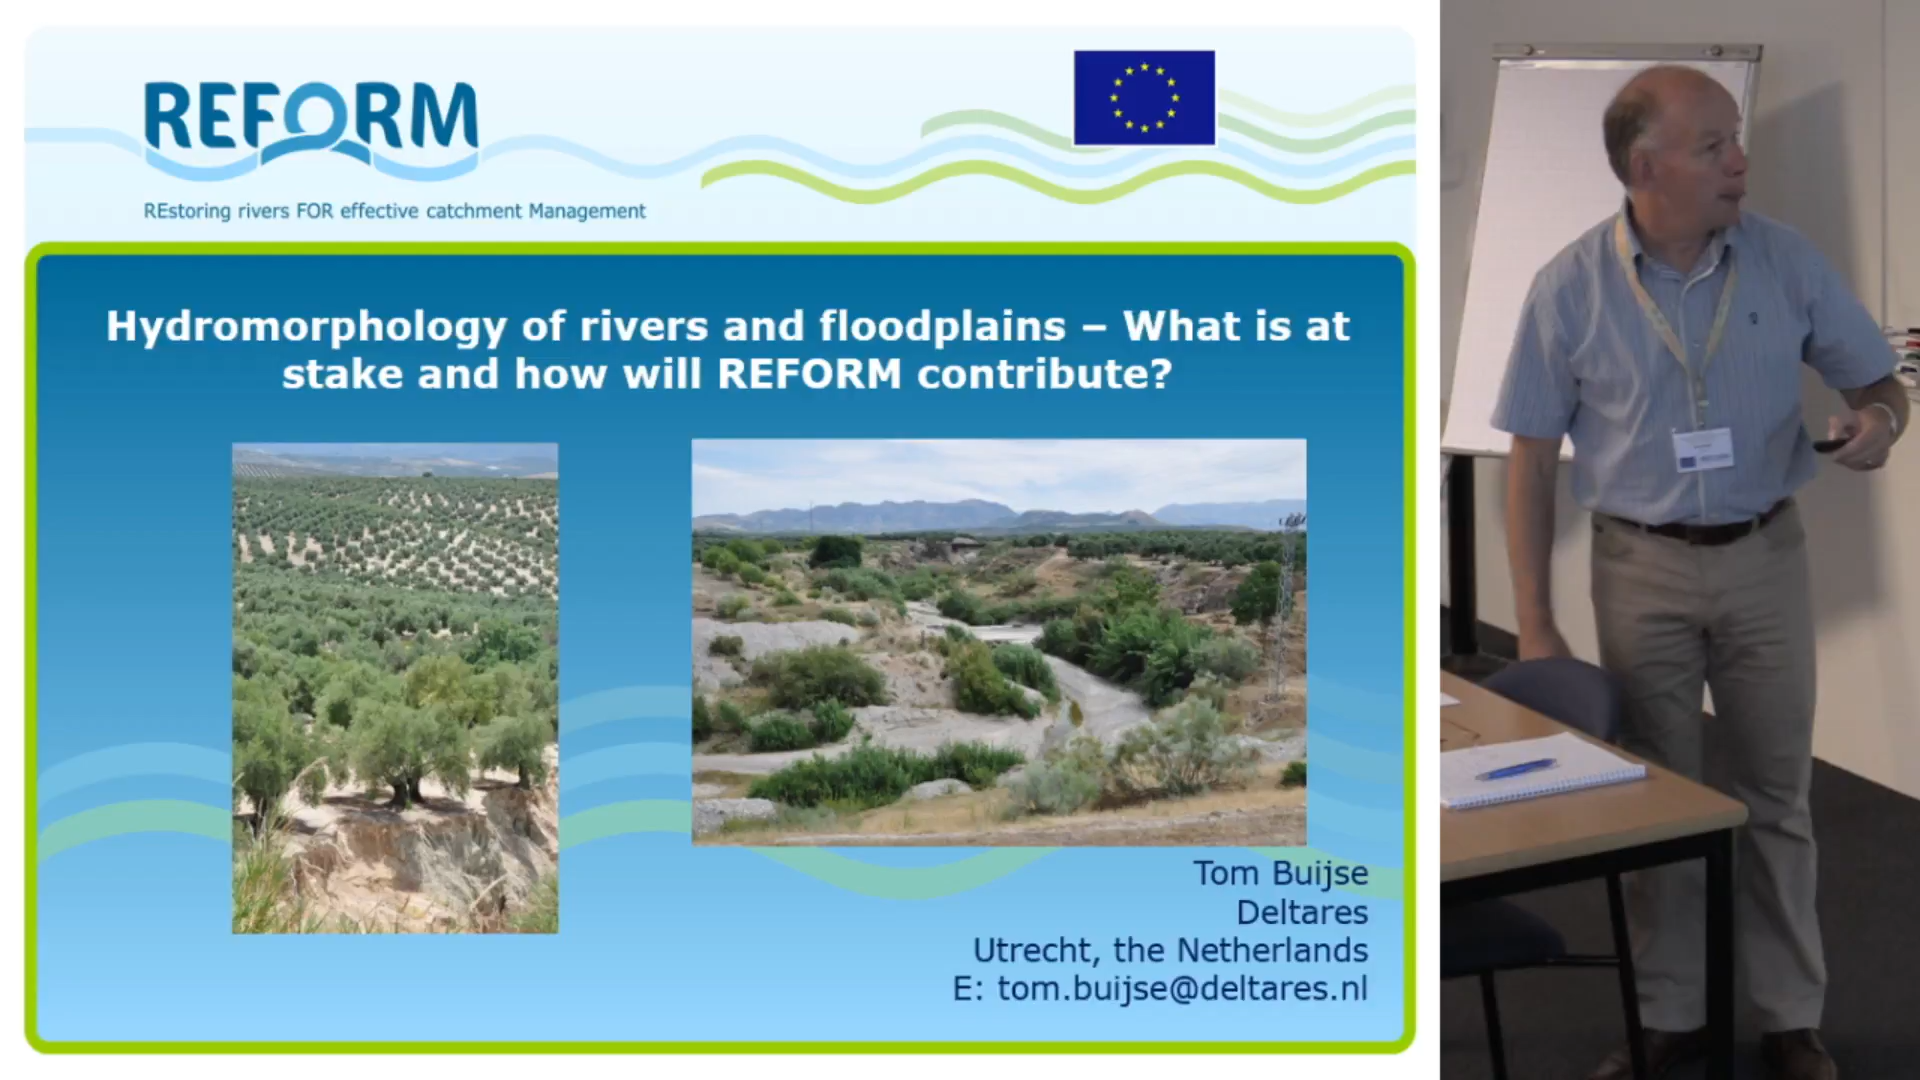 REFORM
REstoring rivers FOR effective catchment Management
Hydromorphology of rivers and floodplains – What is at
stake and how will REFORM contribute?
Tom Buijse
Deltares
Utrecht, the Netherlands
E: tom.buijse@deltares.nl